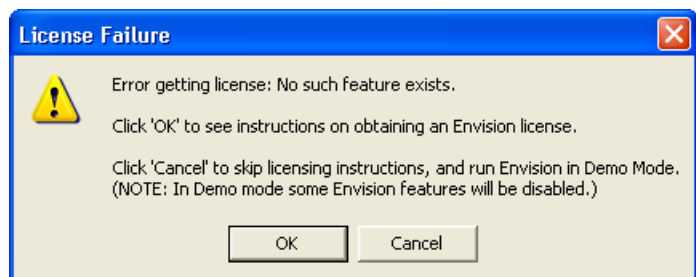 License Failure
Error getting license: No such feature exists.
Click 'OK' to see instructions on obtaining an Envision license.
Click 'Cancel' to skip licensing instructions, and run Envision in Demo Mode.
(NOTE: In Demo mode some Envision features will be disabled.)
OK
Cancel